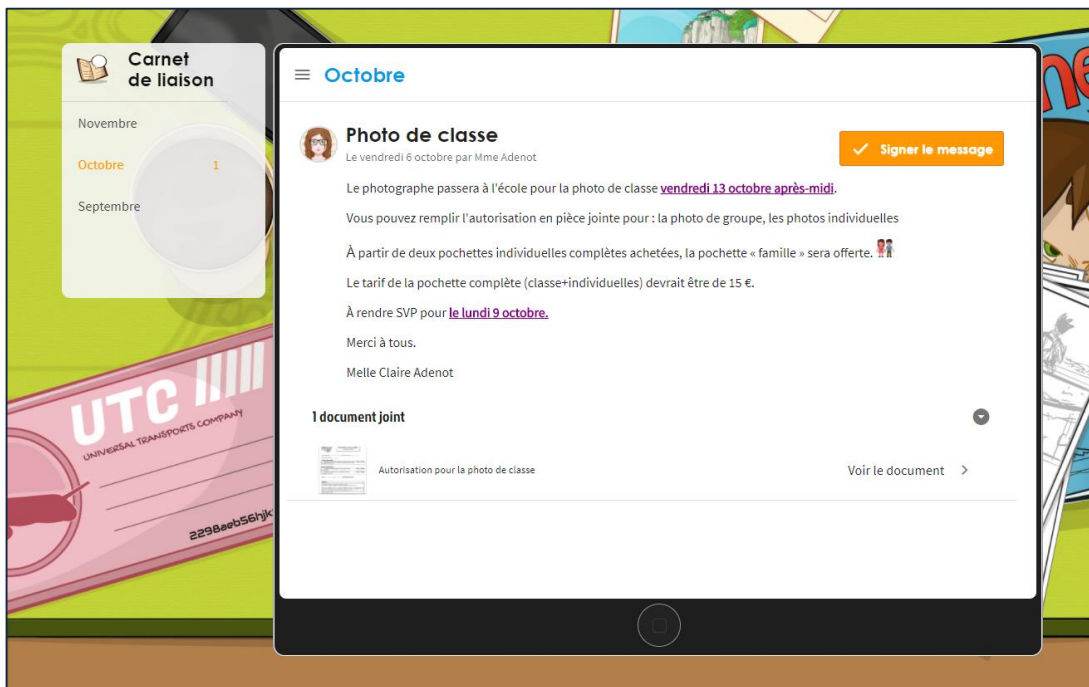 Carnet
de liaison
Novembre
Octobre 1
Septembre
Octobre
Photo de classe
Le vendredi 6 octobre par Mme Adenot
Signer le message
Le photographe passera à l'école pour la photo de classe vendredi 13 octobre après-midi.
Vous pouvez remplir l'autorisation en pièce jointe pour : la photo de groupe, les photos individuelles
À partir de deux pochettes individuelles complètes achetées, la pochette « famille » sera offerte.
Le tarif de la pochette complète (classe+individuelles) devrait être de 15 €.
À rendre SVP pour le lundi 9 octobre.
Merci à tous.
Melle Claire Adenot
1 document joint
Autorisation pour la photo de classe
Voir le document
UTC
UNIVERSAL TRANSPORTS COMPANY